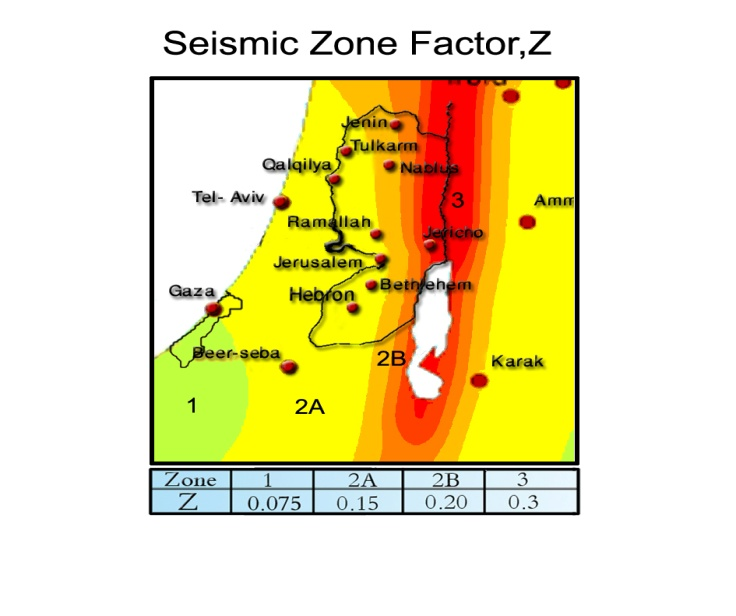 Seismic Zone Factor,Z
Jenin
Tulkarm
Qalqilya
Nablus
Tel- Aviv
3
Amm
Ramallah
Jericho
Jerusalem
Gaza
Hebron
Bethlehem
Beer-seba
2B
Karak
1
2A
Zone 1 2A 2B 3
Z 0.075 0.15 0.20 0.3